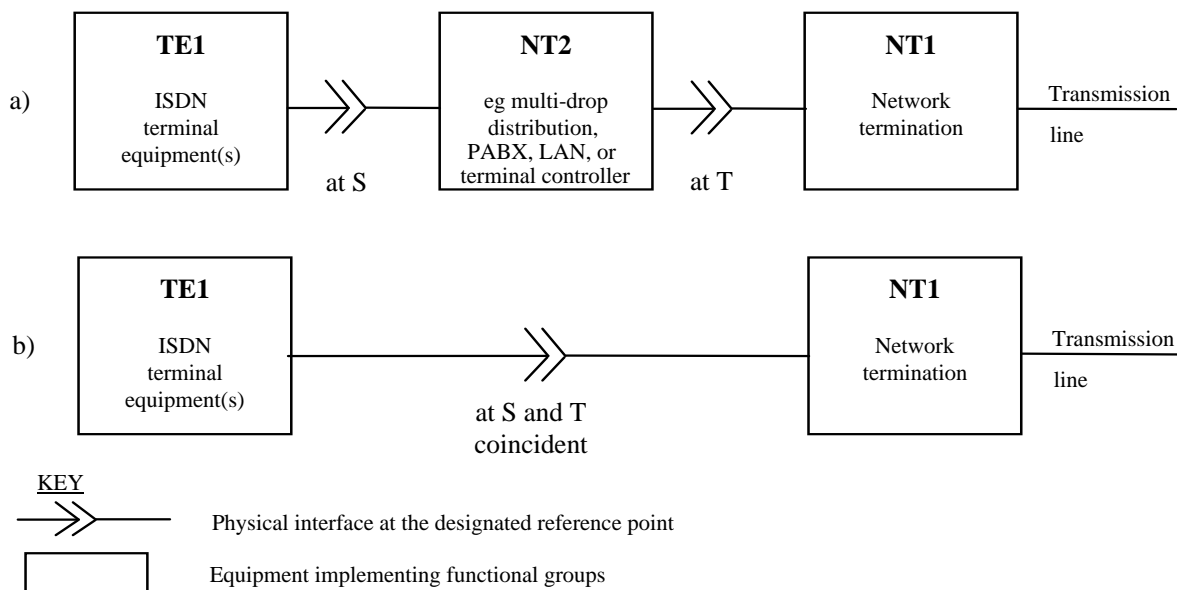 a)
TE1
ISDN
terminal
equipment(s)
at S
NT2
eg multi-drop
distribution,
PABX, LAN, or
terminal controller
at T
NT1
Network
termination
Transmission
line
b)
TE1
ISDN
terminal
equipment(s)
at S and T
coincident
NT1
Network
termination
Transmission
line
KEY
Physical interface at the designated reference point
Equipment implementing functional groups